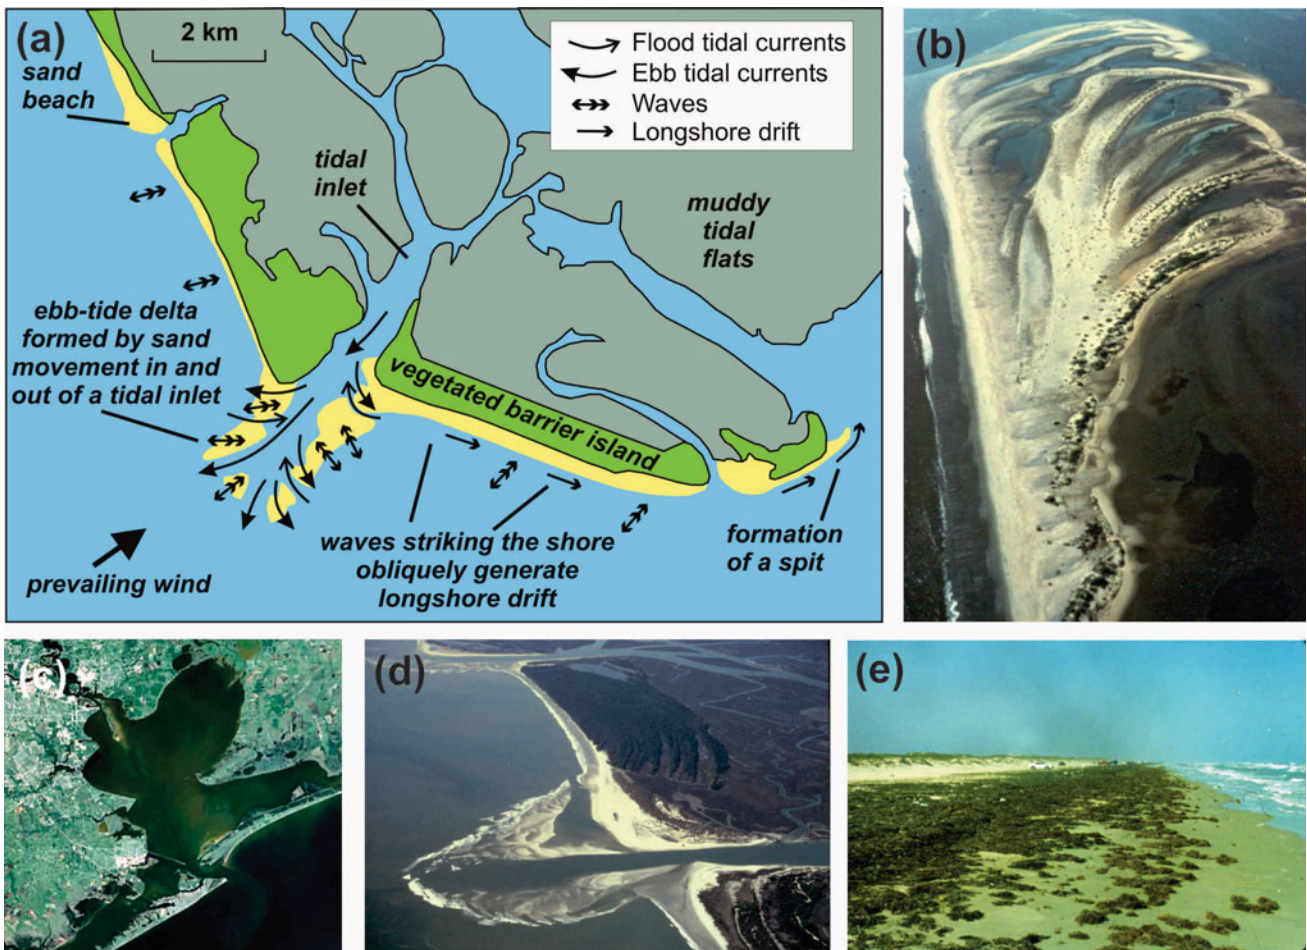 (a)
2 km
sand
beach
Flood tidal currents
Ebb tidal currents
Waves
Longshore drift
tidal
inlet
muddy
tidal
flats
ebb-tide delta
formed by sand
movement in and
out of a tidal inlet
vegetated barrier island
prevailing wind
waves striking the shore
obliquely generate
longshore drift
formation
of a spit
(b)
(c)
(d)
(e)